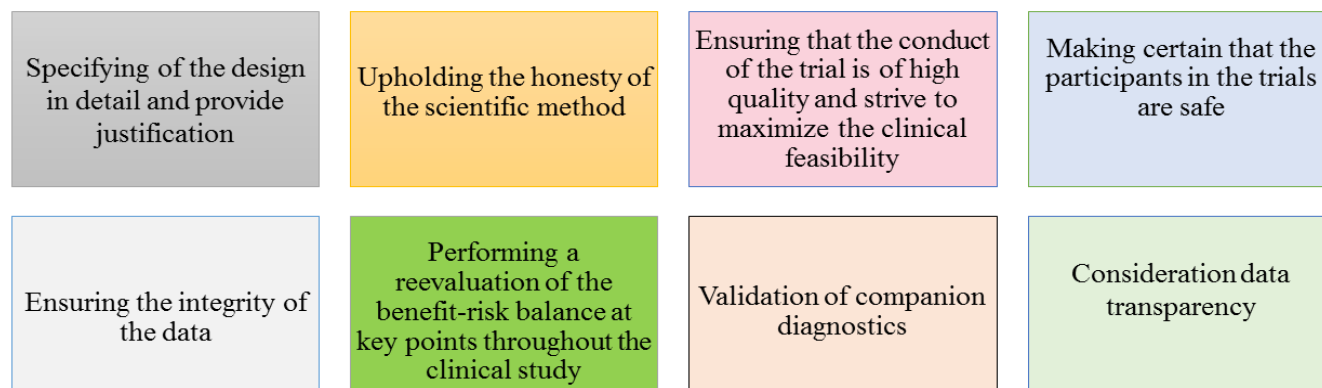 Specifying of the design
in detail and provide
justification
Upholding the honesty of
the scientific method
Ensuring that the conduct
of the trial is of high
quality and strive to
maximize the clinical
feasibility
Making certain that the
participants in the trials
are safe
Ensuring the integrity of
the data
Performing a
reevaluation of the
benefit-risk balance at
key points throughout the
clinical study
Validation of companion
diagnostics
Consideration data
transparency